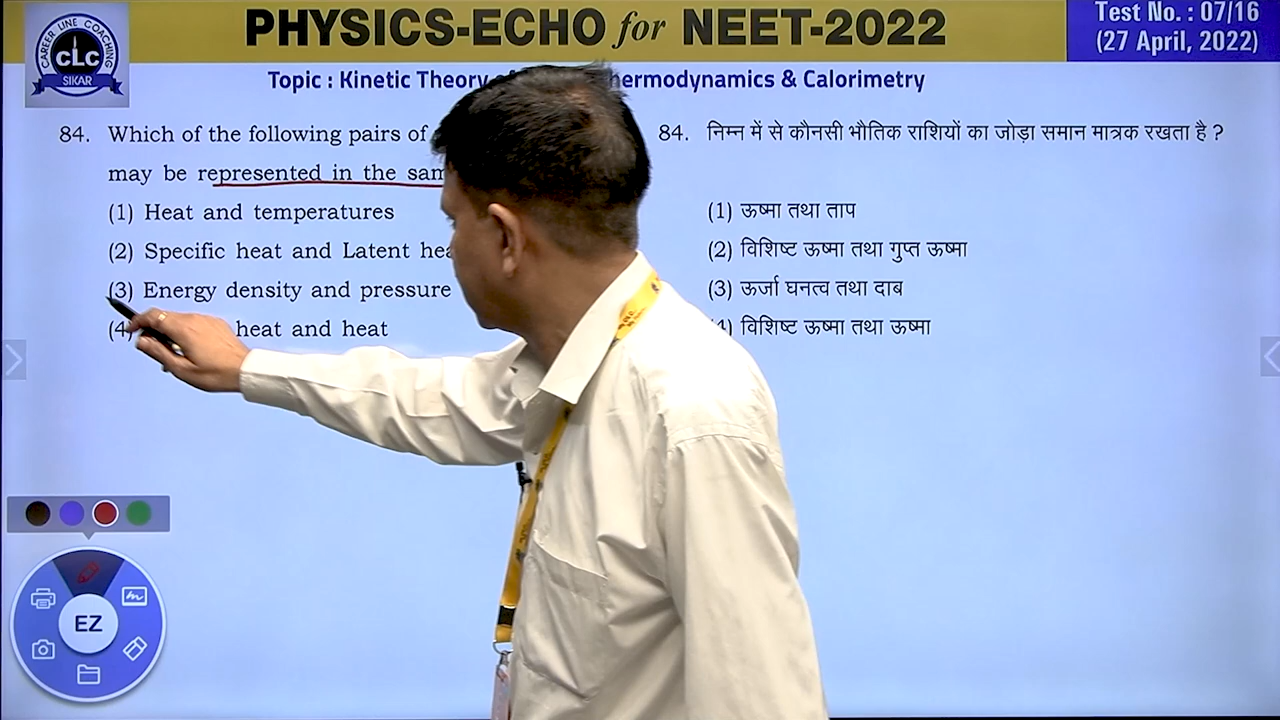 PHYSICS-ECHO for NEET-2022
Test No. : 07/16
(27 April, 2022)
CAREER LINE COACHING
CLC
SIKAR
Topic : Kinetic Theory hermodynamics & Calorimetry
84. Which of the following pairs of
may be represented in the sam
(1) Heat and temperatures
(2) Specific heat and Latent hea
(3) Energy density and pressure
(4) heat and heat
84. निम्न में से कौनसी भौतिक राशियों का जोड़ा समान मात्रक रखता है ?
(1) ऊष्मा तथा ताप
(2) विशिष्ट ऊष्मा तथा गुप्त ऊष्मा
(3) ऊर्जा घनत्व तथा दाब
(4) विशिष्ट ऊष्मा तथा ऊष्मा
EZ